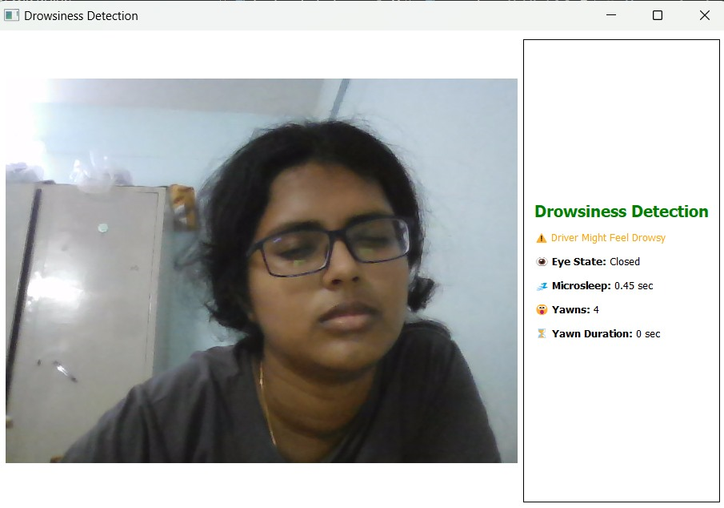 Drowsiness Detection
Drowsiness Detection
⚠️ Driver Might Feel Drowsy
👁️ Eye State: Closed
💤 Microsleep: 0.45 sec
😲 Yawns: 4
⏳ Yawn Duration: 0 sec